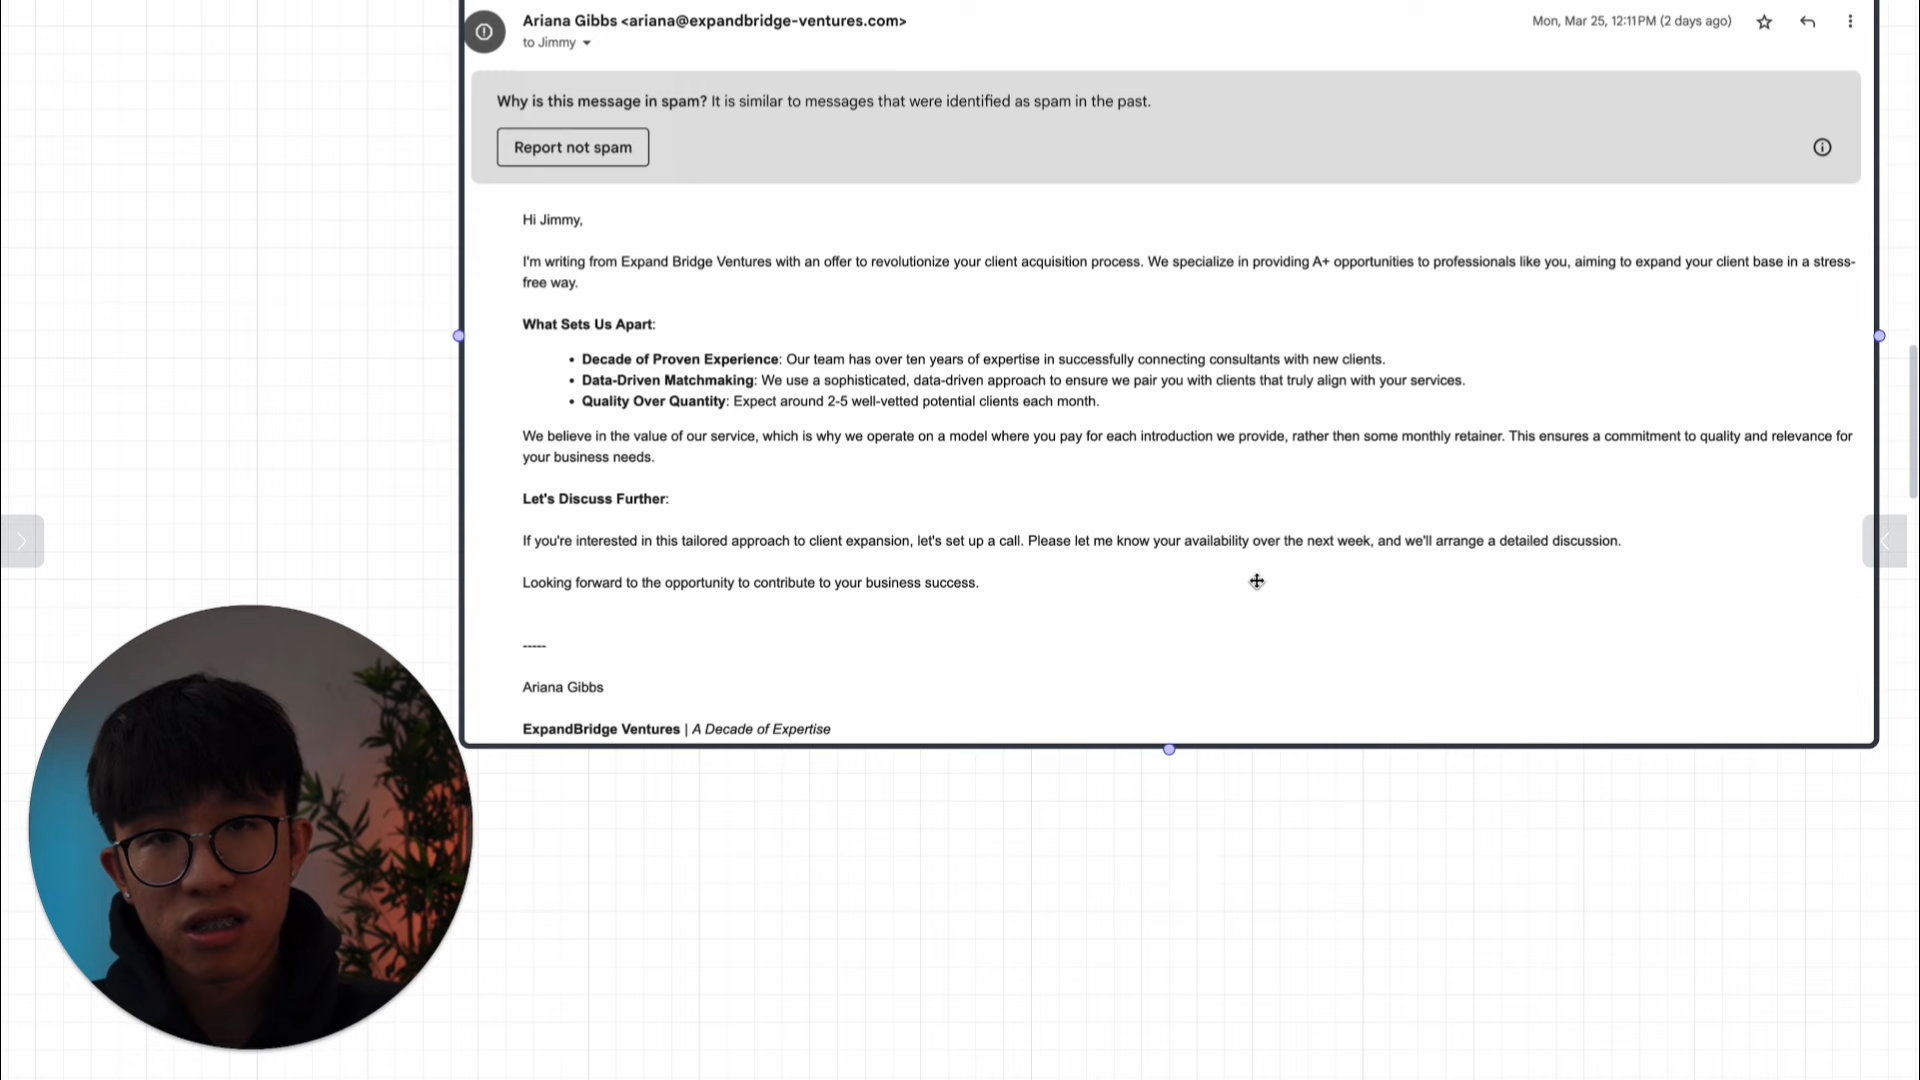 Ariana Gibbs <ariana@expandbridge-ventures.com>
Mon, Mar 25, 12:11 PM (2 days ago)
to Jimmy
Why is this message in spam? It is similar to messages that were identified as spam in the past.
Report not spam
Hi Jimmy,
I'm writing from Expand Bridge Ventures with an offer to revolutionize your client acquisition process. We specialize in providing A+ opportunities to professionals like you, aiming to expand your client base in a stress-
free way.
What Sets Us Apart:
• Decade of Proven Experience: Our team has over ten years of expertise in successfully connecting consultants with new clients.
• Data-Driven Matchmaking: We use a sophisticated, data-driven approach to ensure we pair you with clients that truly align with your services.
• Quality Over Quantity: Expect around 2-5 well-vetted potential clients each month.
We believe in the value of our service, which is why we operate on a model where you pay for each introduction we provide, rather then some monthly retainer. This ensures a commitment to quality and relevance for
your business needs.
Let's Discuss Further:
If you're interested in this tailored approach to client expansion, let's set up a call. Please let me know your availability over the next week, and we'll arrange a detailed discussion.
Looking forward to the opportunity to contribute to your business success.
-----
Ariana Gibbs
ExpandBridge Ventures | A Decade of Expertise